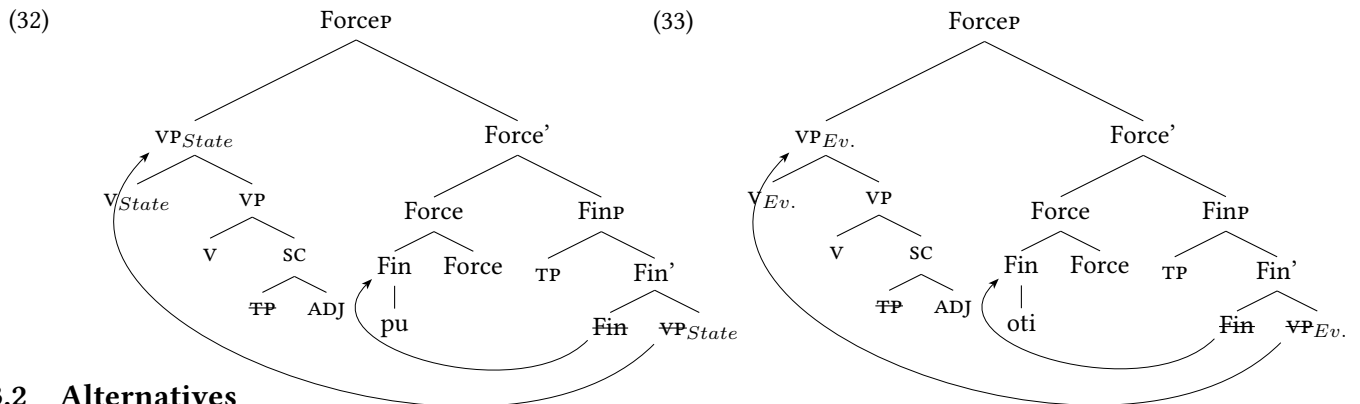 (32) ForceP (33) ForceP
vP_State Force' vP_Ev. Force'
v_State VP Force FinP v_Ev. VP Force FinP
V SC Fin Force TP Fin' V SC Fin Force TP Fin'
TP ADJ pu Fin vP_State TP ADJ oti Fin vP_Ev.
.2 Alternatives